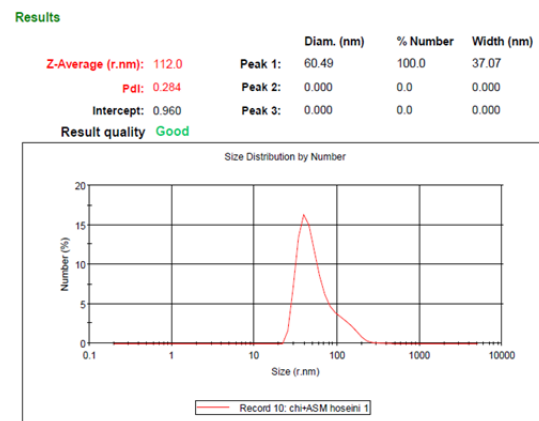 Results
Diam. (nm) % Number Width (nm)
Z-Average (r.nm): 112.0 Peak 1: 60.49 100.0 37.07
PdI: 0.284 Peak 2: 0.000 0.0 0.000
Intercept: 0.960 Peak 3: 0.000 0.0 0.000
Result quality Good
Size Distribution by Number
20
15
10
5
0
Number (%)
0.1 1 10 100 1000 10000
Size (r.nm)
Record 10: chi+ASM hoseini 1